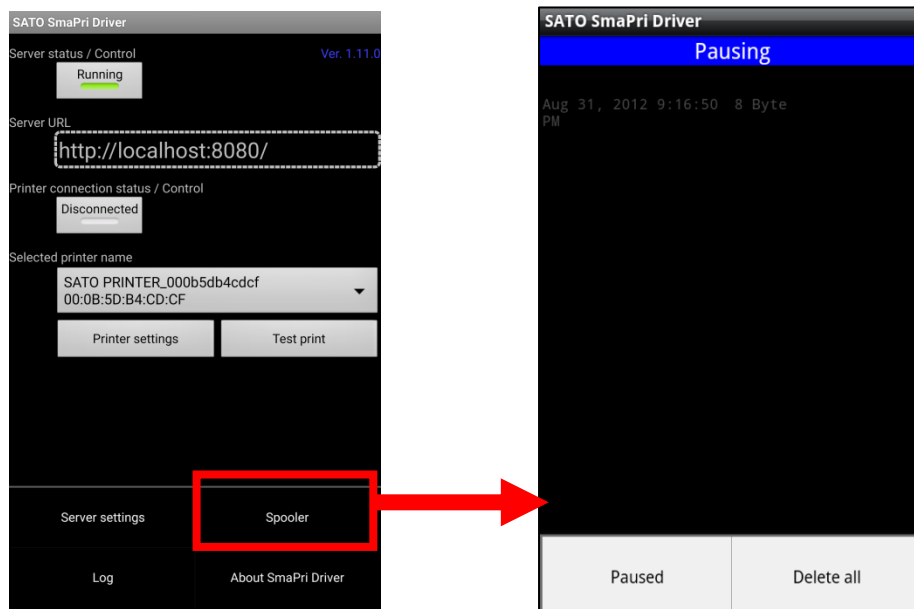 SATO SmaPri Driver
Server status / Control
Ver. 1.11.0
Running
Server URL
http://localhost:8080/
Printer connection status / Control
Disconnected
Selected printer name
SATO PRINTER_000b5db4cdcf
00:0B:5D:B4:CD:CF
Printer settings
Test print
Server settings
Spooler
Log
About SmaPri Driver
SATO SmaPri Driver
Pausing
Aug 31, 2012 9:16:50 8 Byte
PM
Paused
Delete all